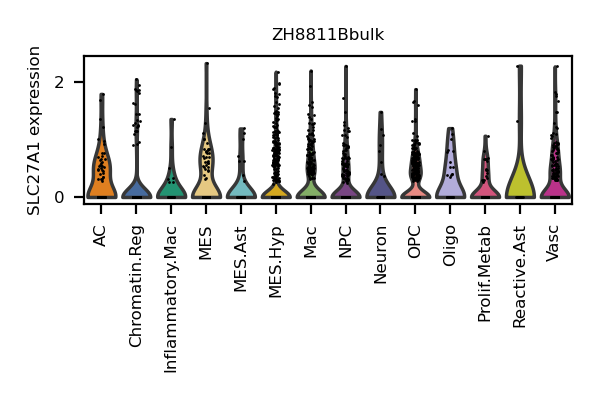 ZH8811Bbulk
SLC27A1 expression
2
0
AC
Chromatin.Reg
Inflammatory.Mac
MES
MES.Ast
MES.Hyp
Mac
NPC
Neuron
OPC
Oligo
Prolif.Metab
Reactive.Ast
Vasc